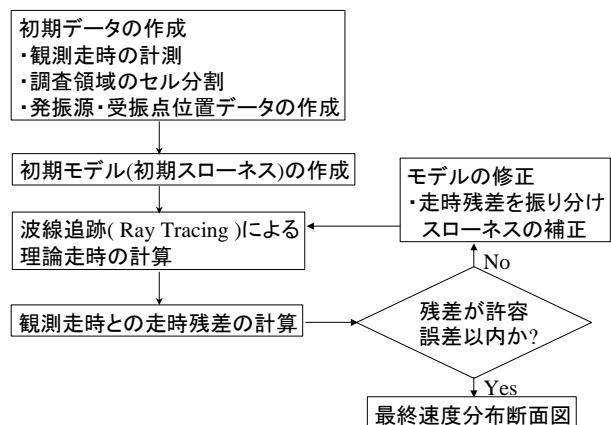 初期データの作成
・観測走時の計測
・調査領域のセル分割
・発振源・受振点位置データの作成
初期モデル(初期スローネス)の作成
波線追跡( Ray Tracing )による
理論走時の計算
観測走時との走時残差の計算
残差が許容
誤差以内か?
No
モデルの修正
・走時残差を振り分け
スローネスの補正
Yes
最終速度分布断面図